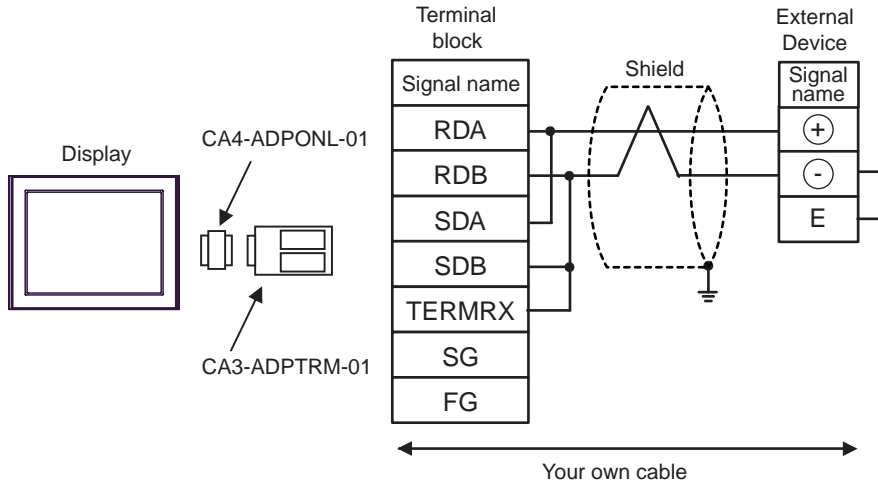 Terminal
block
External
Device
Signal name
Shield
Signal
name
CA4-ADPONL-01
RDA
+
Display
RDB
-
SDA
E
SDB
TERMRX
CA3-ADPTRM-01
SG
FG
Your own cable